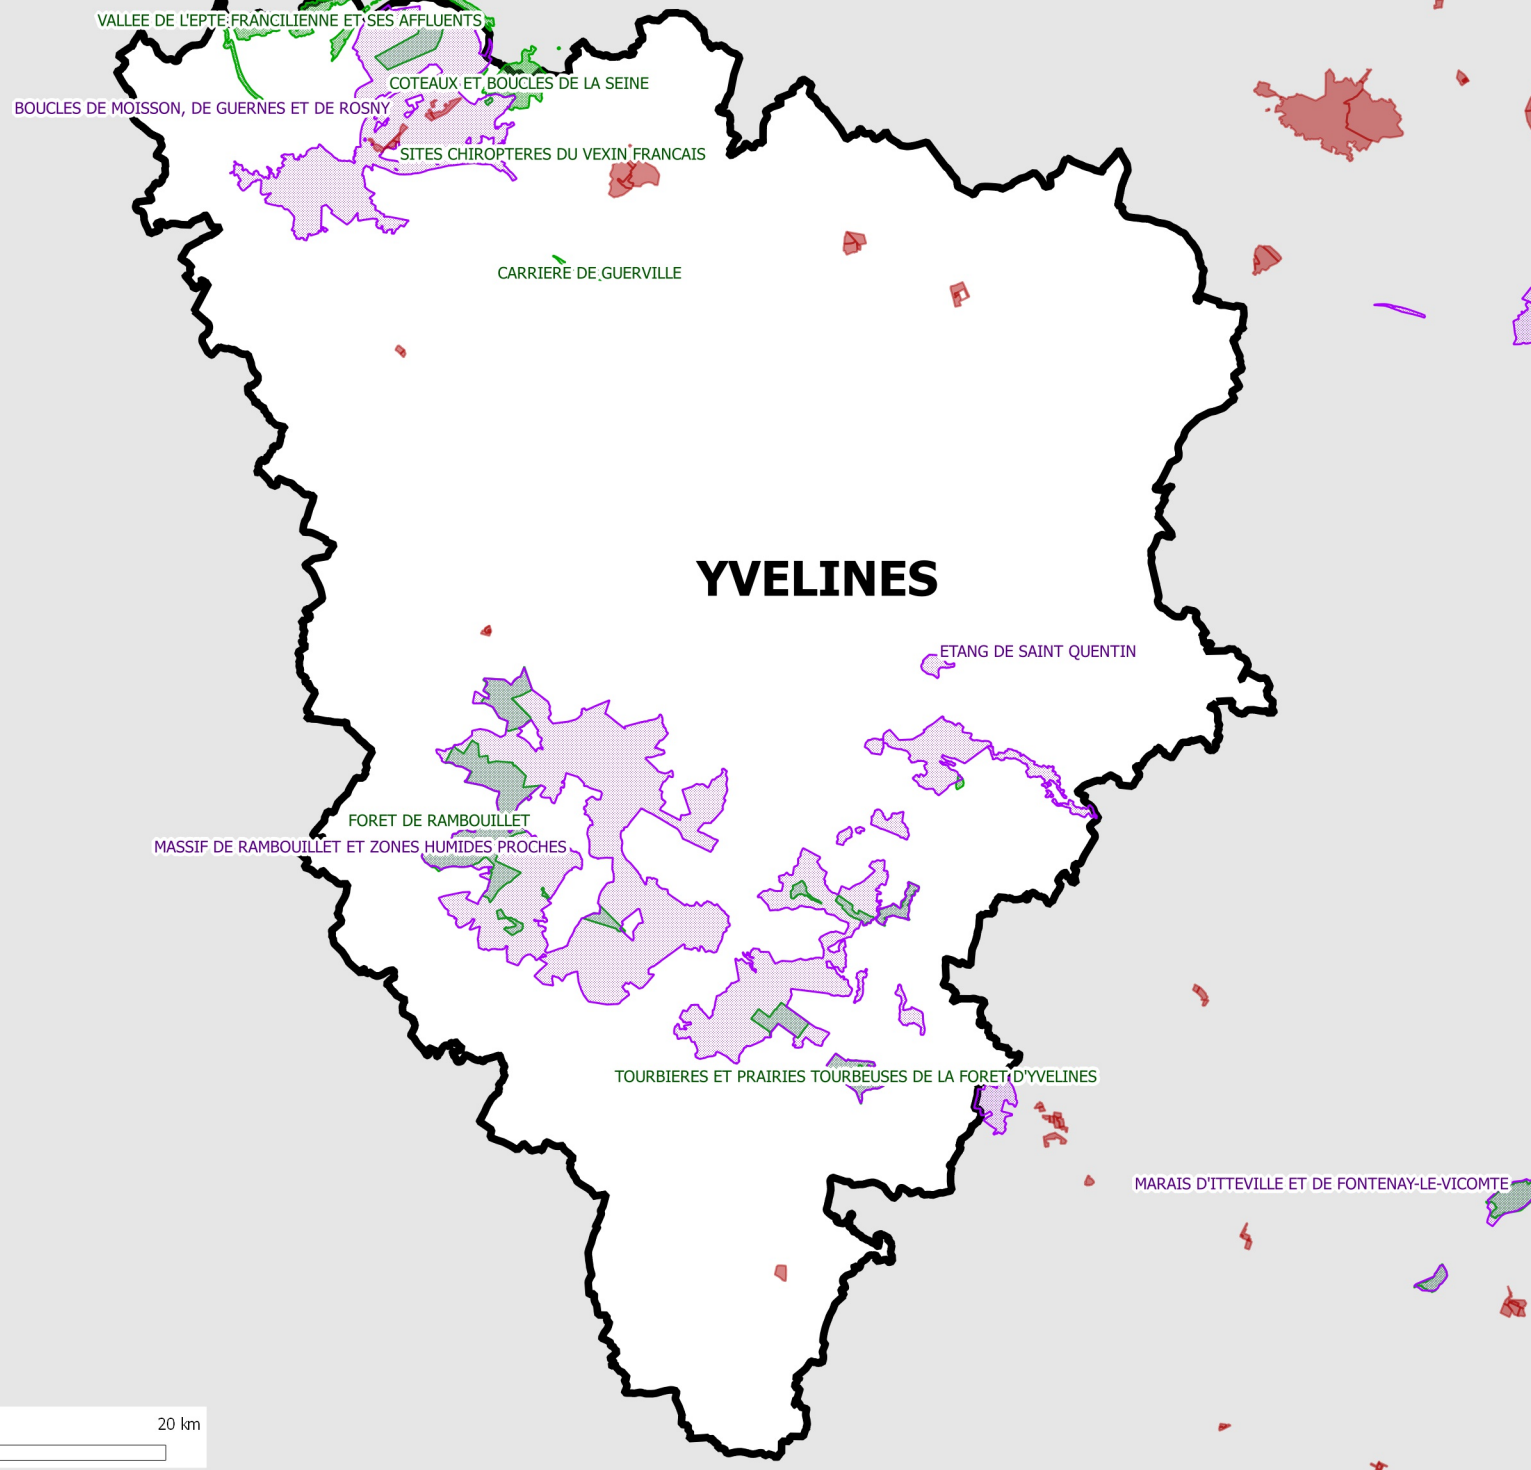 VALLEE DE L'EPTE FRANCILIENNE ET SES AFFLUENTS
COTEAUX ET BOUCLES DE LA SEINE
BOUCLES DE MOISSON, DE GUERNES ET DE ROSNY
SITES CHIROPTERES DU VEXIN FRANCAIS
CARRIERE DE GUERVILLE
YVELINES
ETANG DE SAINT QUENTIN
FORET DE RAMBOUILLET
MASSIF DE RAMBOUILLET ET ZONES HUMIDES PROCHES
TOURBIERES ET PRAIRIES TOURBEUSES DE LA FORET D'YVELINES
MARAIS D'ITTEVILLE ET DE FONTENAY-LE-VICOMTE
20 km